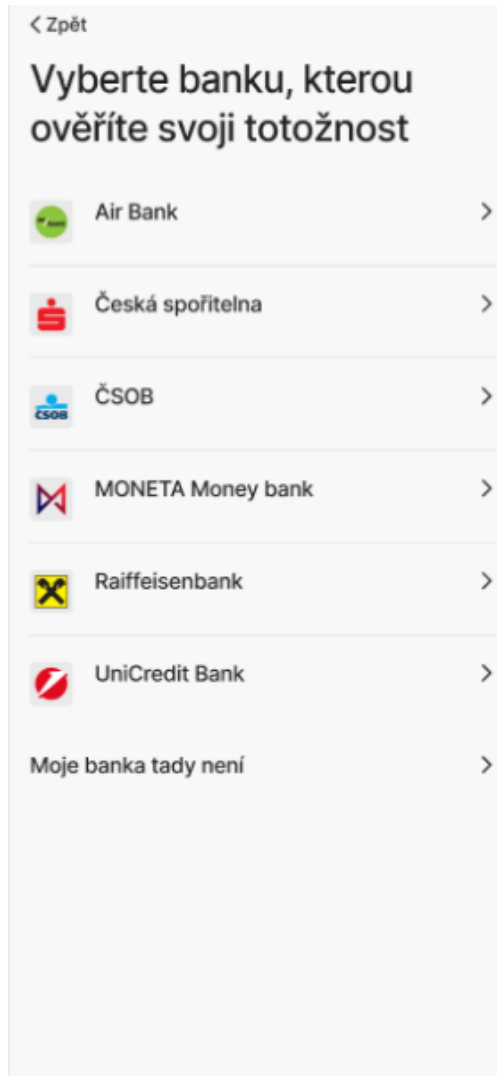 Zpět
Vyberte banku, kterou
ověříte svoji totožnost
Air Bank
Česká spořitelna
ČSOB
ČSOB
MONETA Money bank
Raiffeisenbank
UniCredit Bank
Moje banka tady není